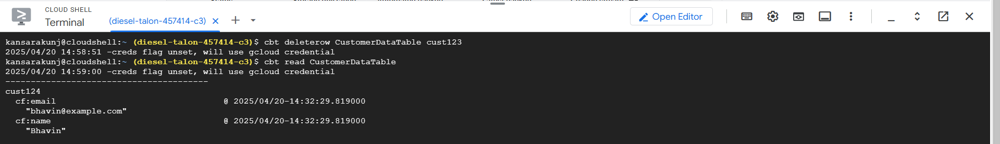 CLOUD SHELL
Terminal
(diesel-talon-457414-c3)
Open Editor
kansarakunj@cloudshell:~ (diesel-talon-457414-c3)$ cbt deleterow CustomerDataTable cust123
2025/04/20 14:58:51 -creds flag unset, will use gcloud credential
kansarakunj@cloudshell:~ (diesel-talon-457414-c3)$ cbt read CustomerDataTable
2025/04/20 14:59:00 -creds flag unset, will use gcloud credential
----------------------------------------
cust124
  cf:email                                 @ 2025/04/20-14:32:29.819000
    "bhavin@example.com"
  cf:name                                  @ 2025/04/20-14:32:29.819000
    "Bhavin"